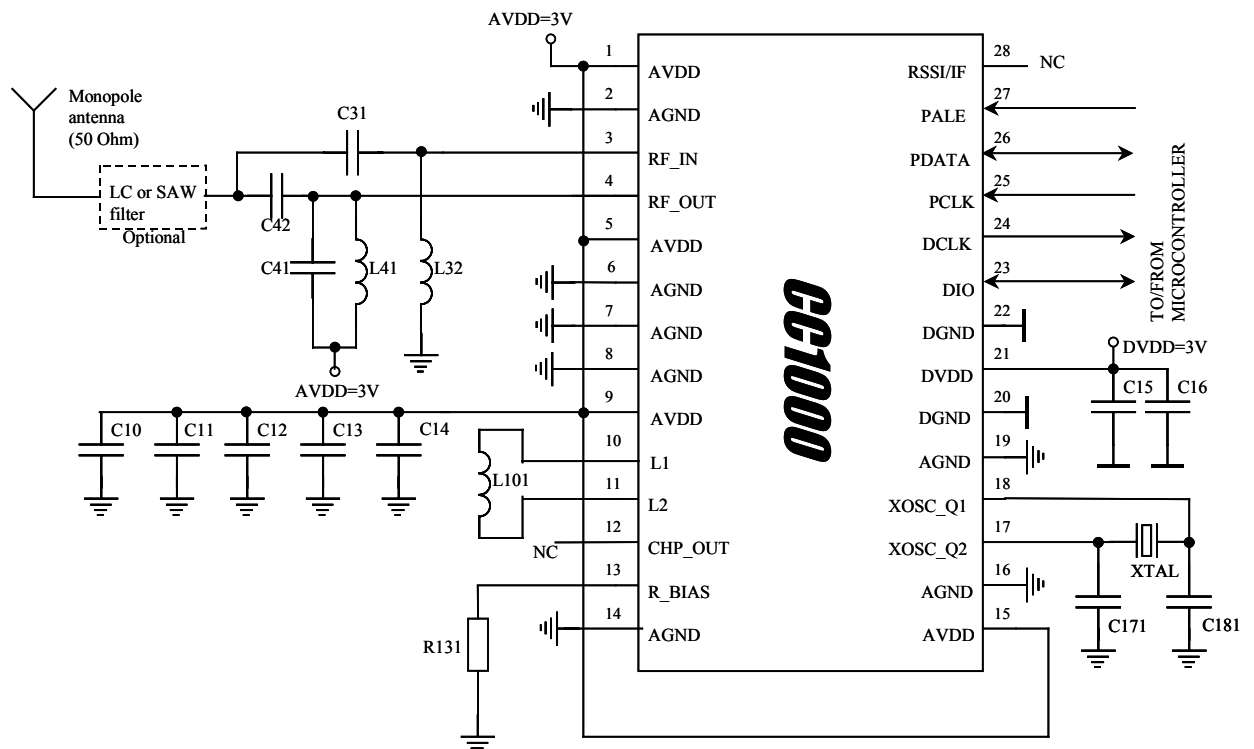 AVDD=3V
Monopole
antenna
(50 Ohm)
LC or SAW
filter
Optional
C31
C42
C41
L41
L32
AVDD=3V
C10
C11
C12
C13
C14
L101
NC
R131
1
AVDD
2
AGND
3
RF_IN
4
RF_OUT
5
AVDD
6
AGND
7
AGND
8
AGND
9
AVDD
10
L1
11
L2
12
CHP_OUT
13
R_BIAS
14
AGND
CC1000
28
RSSI/IF
NC
27
PALE
26
PDATA
25
PCLK
24
DCLK
23
DIO
22
DGND
21
DVDD
20
DGND
19
AGND
18
XOSC_Q1
17
XOSC_Q2
16
AGND
15
AVDD
TO/FROM
MICROCONTROLLER
DVDD=3V
C15
C16
XTAL
C171
C181